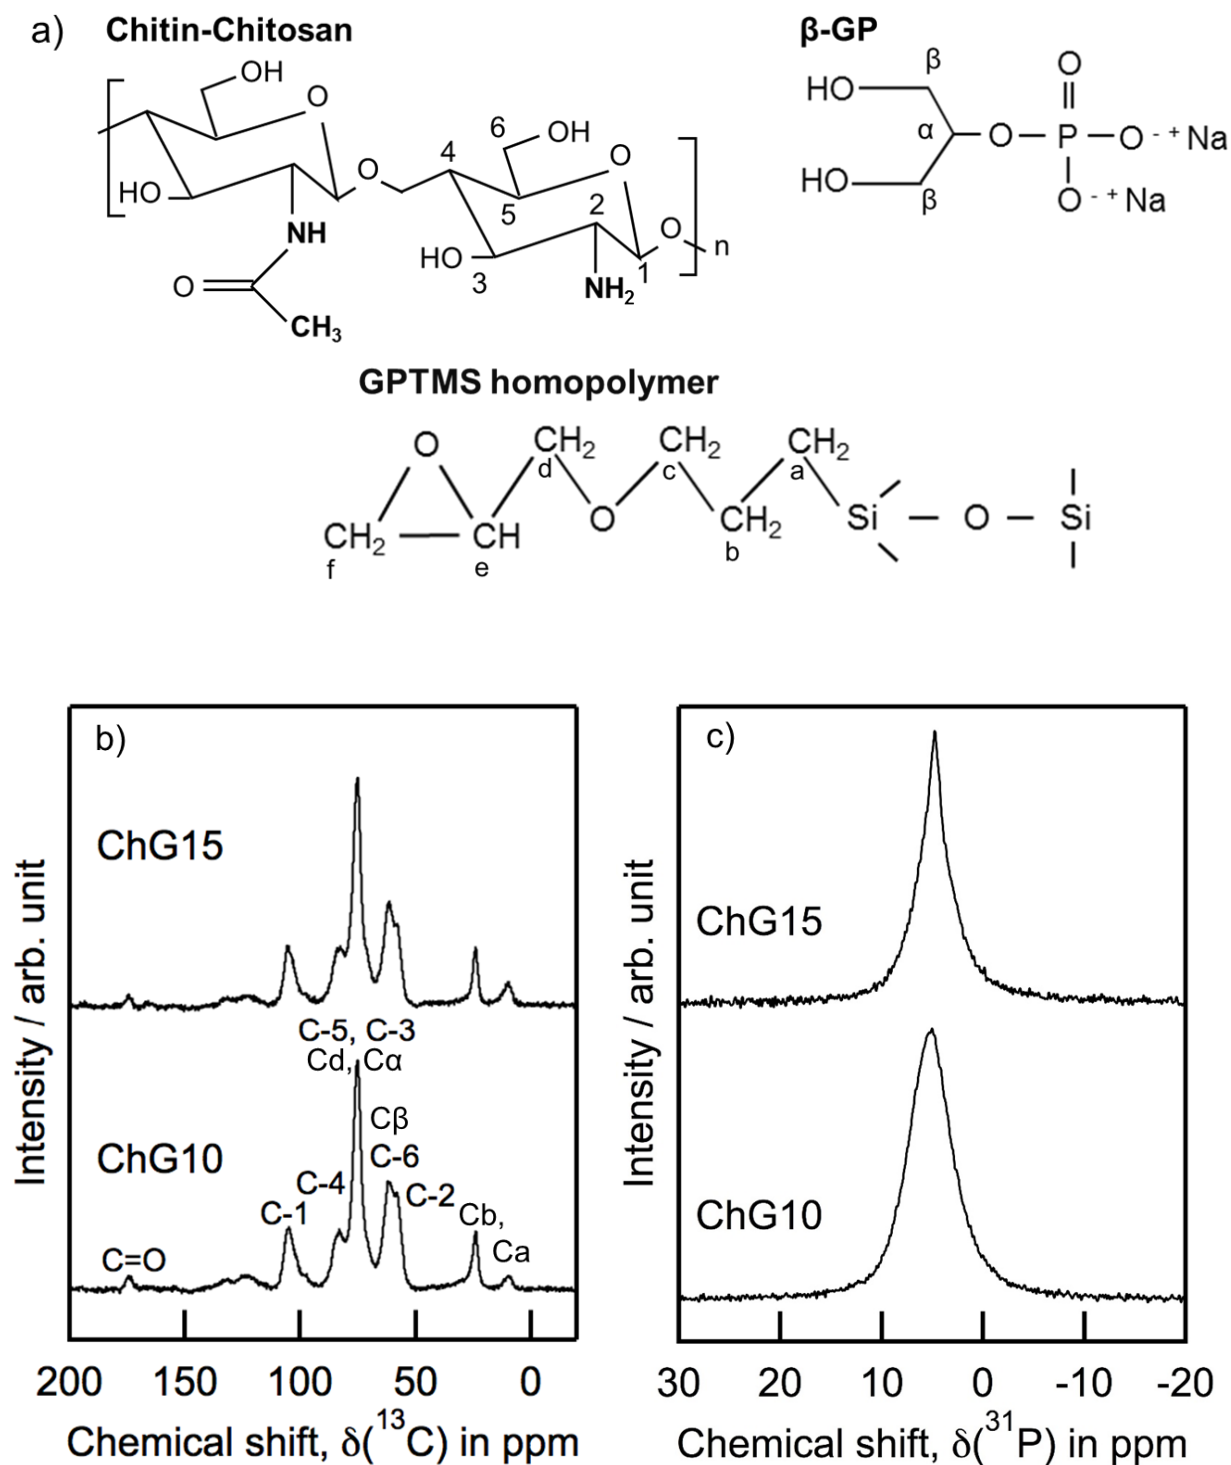 a) Chitin-Chitosan
β-GP
OH
O
HO
NH
O
CH₃
O
4
6
OH
O
5
2
HO
3
NH₂
1
O
n
β
HO
α
HO
β
O
O
P
O - + Na
O - + Na
GPTMS homopolymer
O
CH₂
d
CH₂
c
CH₂
a
CH₂
f
CH
e
O
CH₂
b
Si
O
Si
b)
ChG15
C-5, C-3
Cd, Cα
Cβ
C-6
ChG10
C-4
C-2
C-1
Cb,
Ca
C=O
Intensity / arb. unit
200 150 100 50 0
Chemical shift, δ(¹³C) in ppm
c)
ChG15
ChG10
Intensity / arb. unit
30 20 10 0 -10 -20
Chemical shift, δ(³¹P) in ppm